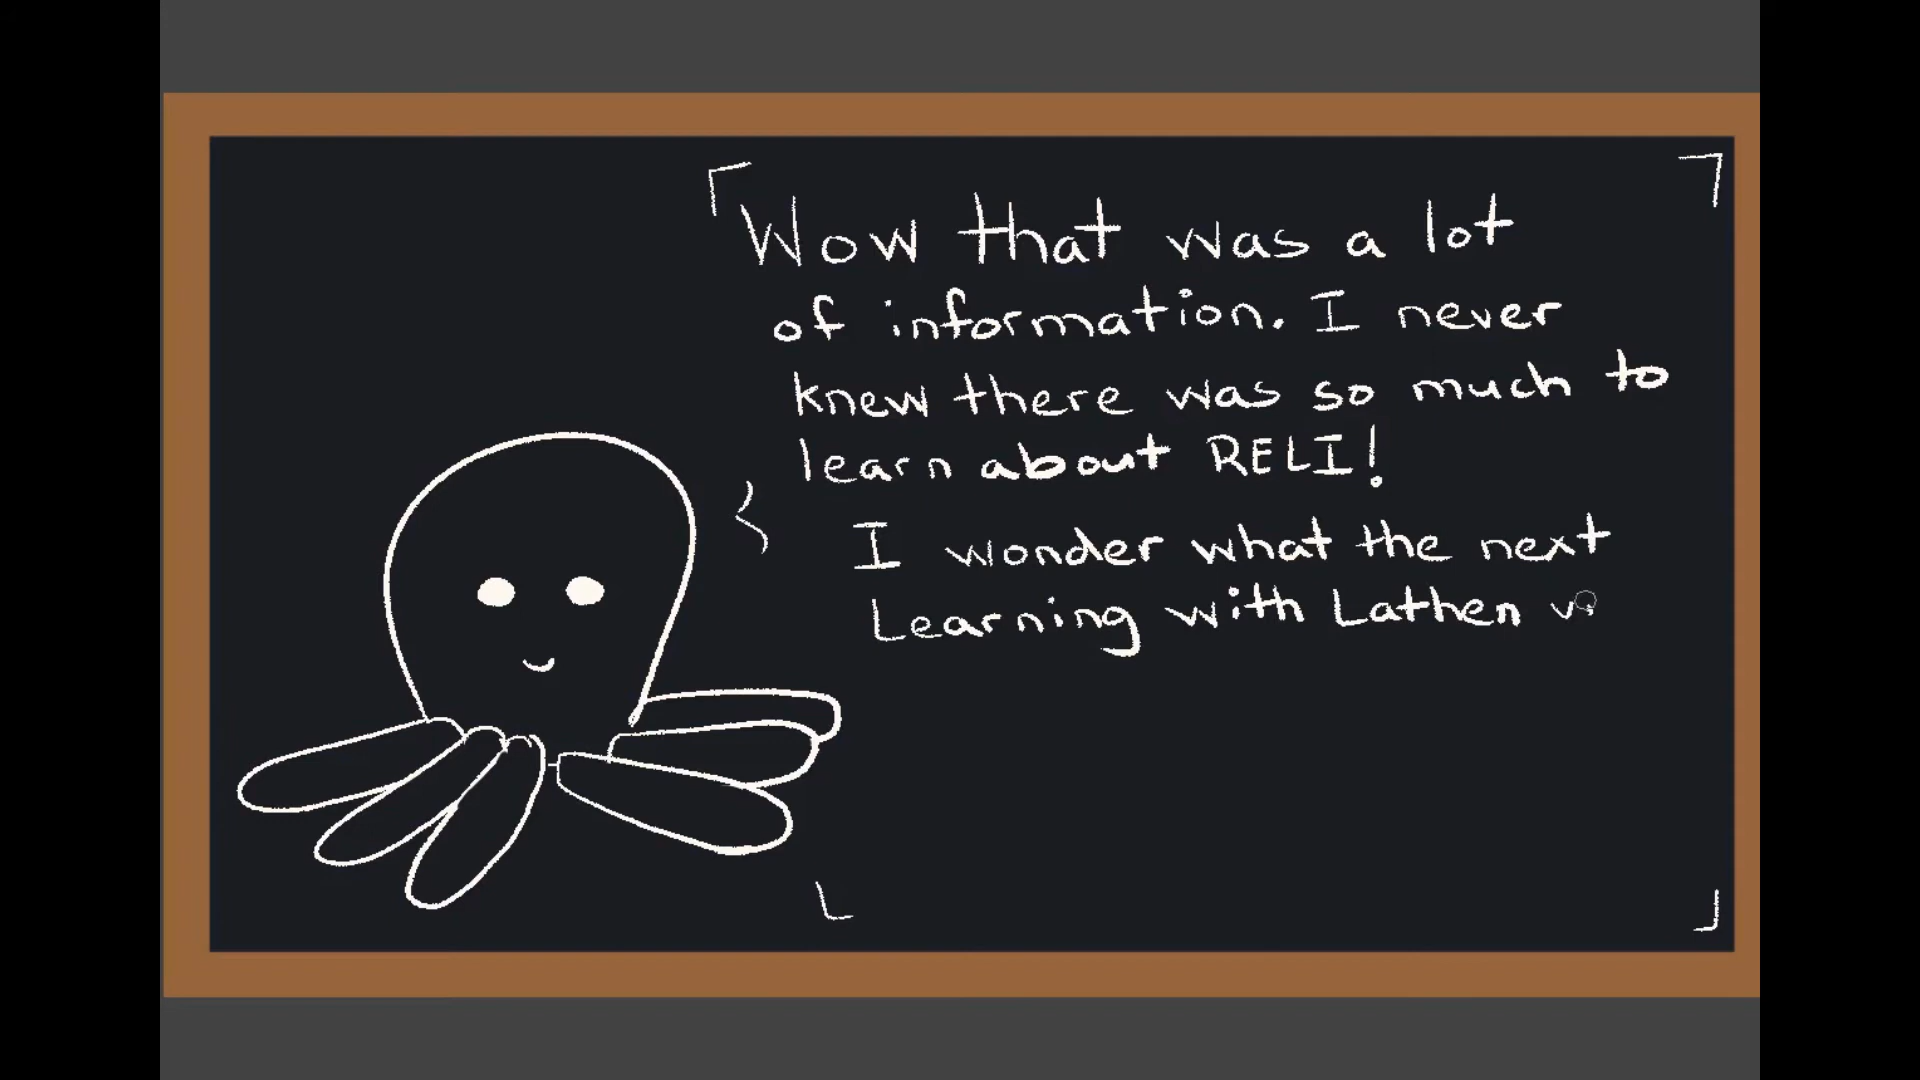 Wow that was a lot
of information. I never
knew there was so much to
learn about RELI!
I wonder what the next
Learning with Lathen